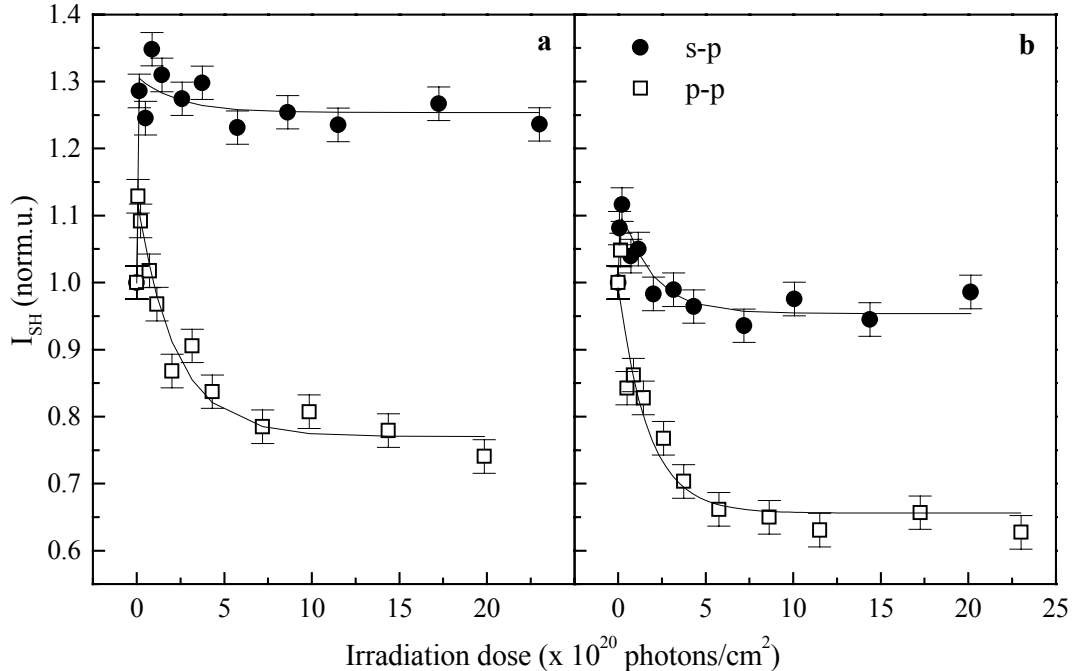 1.4
1.3
1.2
1.1
1.0
0.9
0.8
0.7
0.6
I_SH (norm.u.)
a
b
s-p
p-p
0 5 10 15 20
0 5 10 15 20 25
Irradiation dose (x 10^20 photons/cm^2)